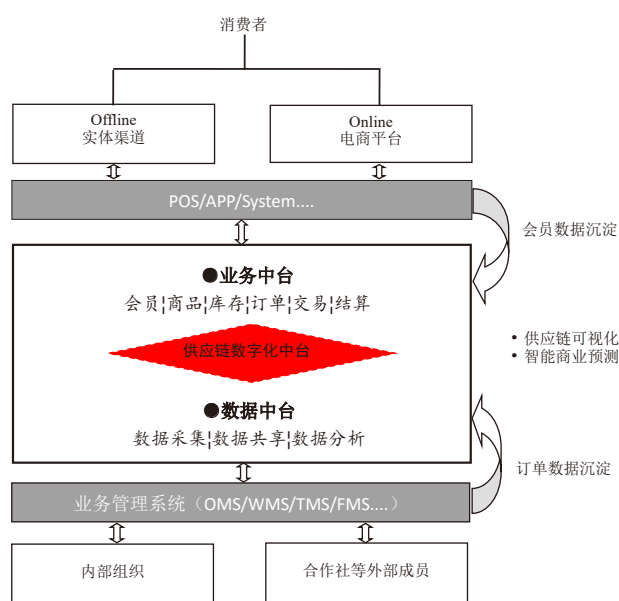 消费者
Offline
实体渠道
Online
电商平台
POS/APP/System....
会员数据沉淀
●业务中台
会员¦商品¦库存¦订单¦交易¦结算
供应链数字化中台
• 供应链可视化
• 智能商业预测
●数据中台
数据采集¦数据共享¦数据分析
订单数据沉淀
业务管理系统（OMS/WMS/TMS/FMS....）
内部组织
合作社等外部成员